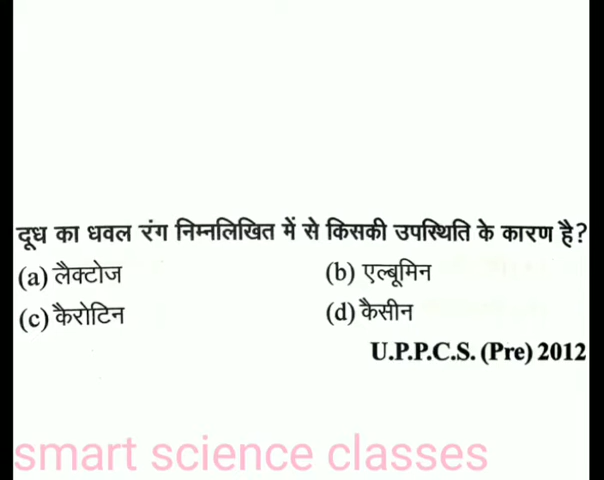 दूध का धवल रंग निम्नलिखित में से किसकी उपस्थिति के कारण है?
(a) लैक्टोज (b) एल्बूमिन
(c) कैरोटिन (d) कैसीन
U.P.P.C.S. (Pre) 2012
smart science classes